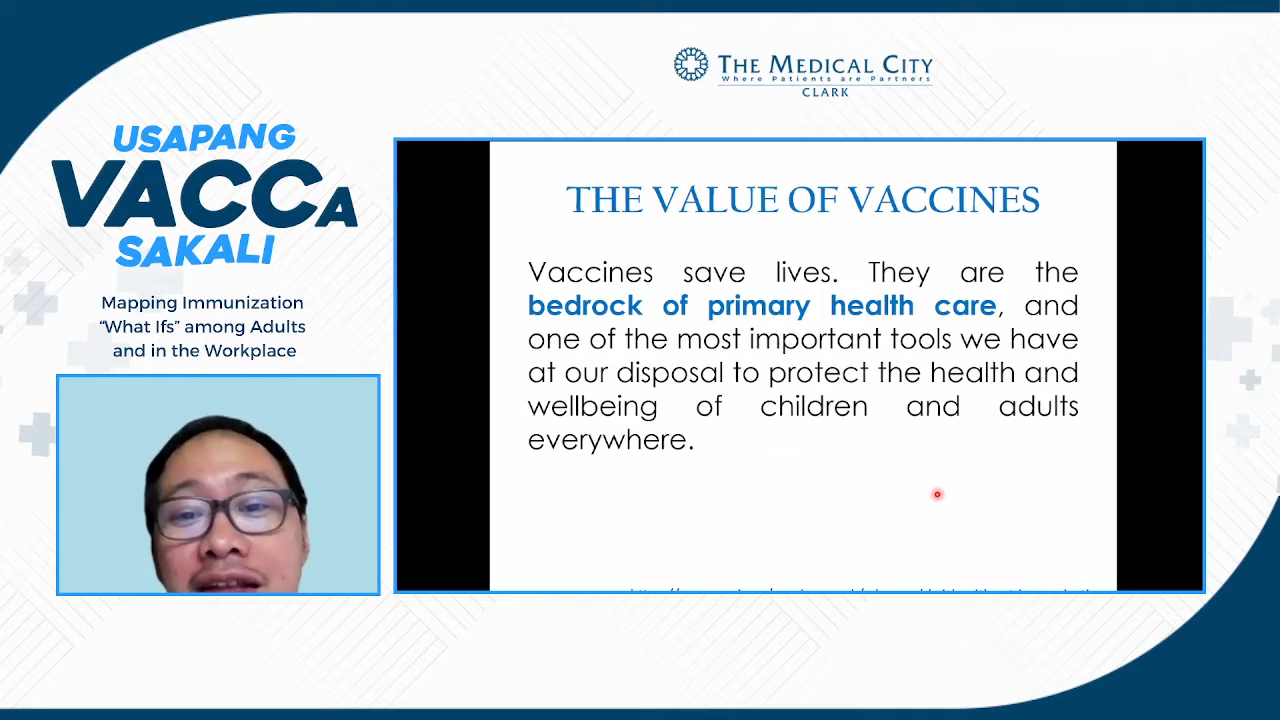 THE MEDICAL CITY
Where Patients are Partners
CLARK
USAPANG
VACCA
SAKALI
Mapping Immunization
“What Ifs” among Adults
and in the Workplace
THE VALUE OF VACCINES
Vaccines save lives. They are the
bedrock of primary health care, and
one of the most important tools we have
at our disposal to protect the health and
wellbeing of children and adults
everywhere.